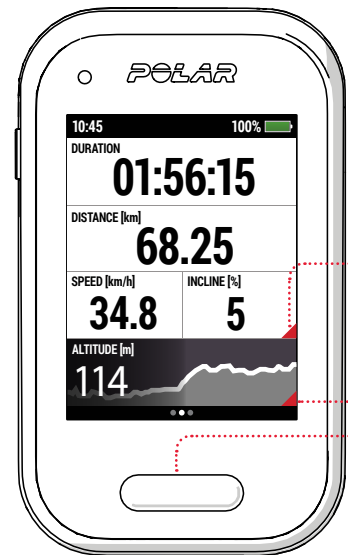 POLAR
10:45 100%
DURATION
01:56:15
DISTANCE [km]
68.25
SPEED [km/h] INCLINE [%]
34.8 5
ALTITUDE [m]
114